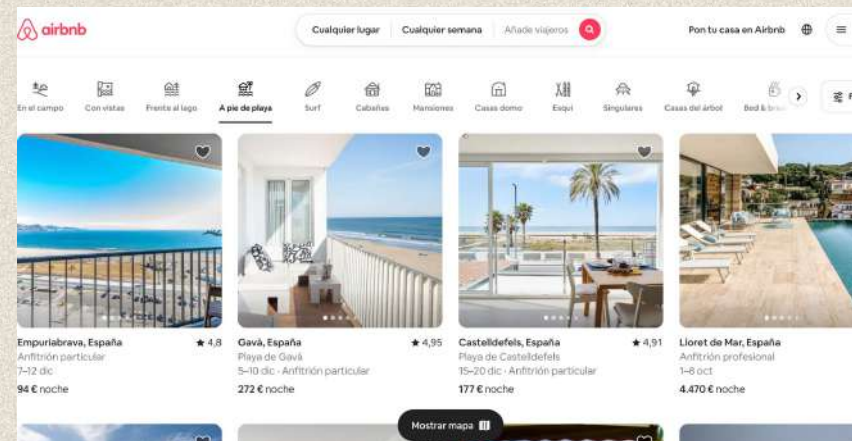 airbnb
Cualquier lugar Cualquier semana Añade viajeros
Pon tu casa en Airbnb
En el campo Con vistas Frente al lago A pie de playa Surf Cabañas Mansiones Casas domo Esquí Singulares Casas del árbol Bed &
Empuriabrava, España ★ 4,8
Anfitrión particular
7–12 dic
94 € noche
Gavà, España ★ 4,95
Playa de Gavà
5–10 dic · Anfitrión particular
272 € noche
Castelldefels, España ★ 4,91
Playa de Castelldefels
15–20 dic · Anfitrión particular
177 € noche
Lloret de Mar, España
Anfitrión profesional
1–6 oct
4.470 € noche
Mostrar mapa